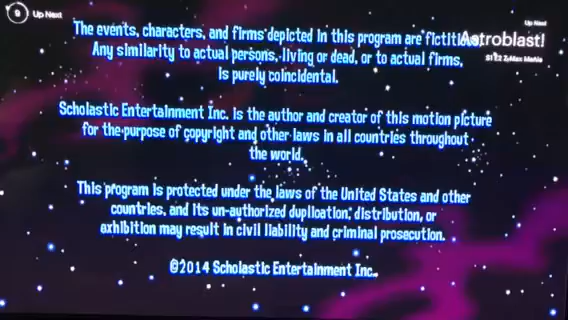 9 Up Next
Up Next
Astroblast!
The events, characters, and firms depicted in this program are
Any similarity to actual persons, living or dead, or to actual firms,
is purely coincidental.
Scholastic Entertainment Inc. is the author and creator of this motion picture
for the purpose of copyright and other laws in all countries throughout
the world.
This program is protected under the laws of the United States and other
countries, and its un-authorized duplication, distribution, or
exhibition may result in civil liability and criminal prosecution.
©2014 Scholastic Entertainment Inc.